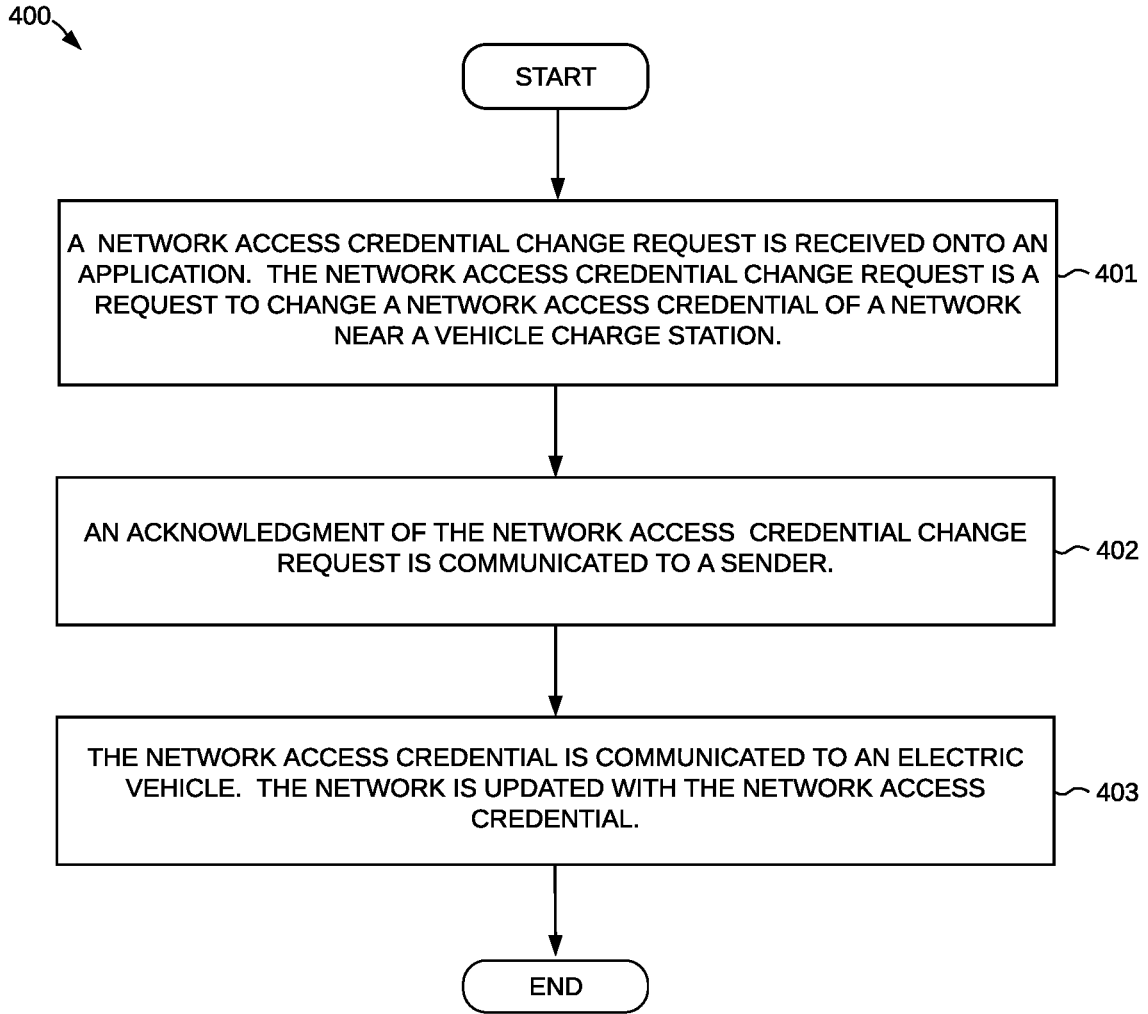 400
START
A  NETWORK ACCESS CREDENTIAL CHANGE REQUEST IS RECEIVED ONTO AN
APPLICATION.  THE NETWORK ACCESS CREDENTIAL CHANGE REQUEST IS A
REQUEST TO CHANGE A NETWORK ACCESS CREDENTIAL OF A NETWORK
NEAR A VEHICLE CHARGE STATION.
401
AN ACKNOWLEDGMENT OF THE NETWORK ACCESS  CREDENTIAL CHANGE
REQUEST IS COMMUNICATED TO A SENDER.
402
THE NETWORK ACCESS CREDENTIAL IS COMMUNICATED TO AN ELECTRIC
VEHICLE.  THE NETWORK IS UPDATED WITH THE NETWORK ACCESS
CREDENTIAL.
403
END